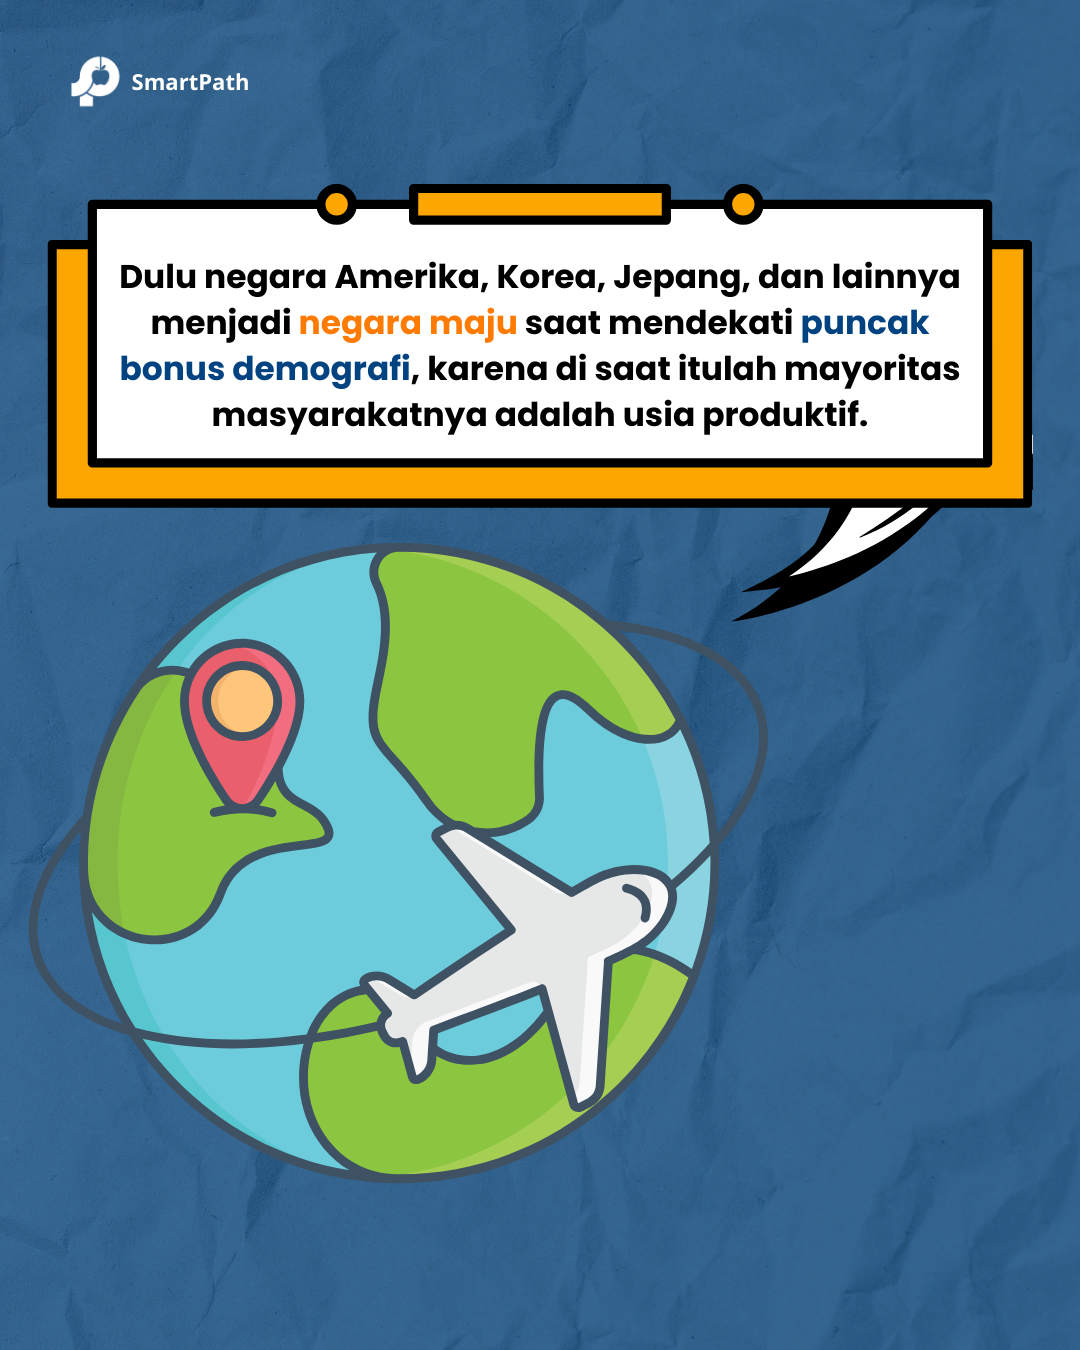 SmartPath
Dulu negara Amerika, Korea, Jepang, dan lainnya
menjadi negara maju saat mendekati puncak
bonus demografi, karena di saat itulah mayoritas
masyarakatnya adalah usia produktif.